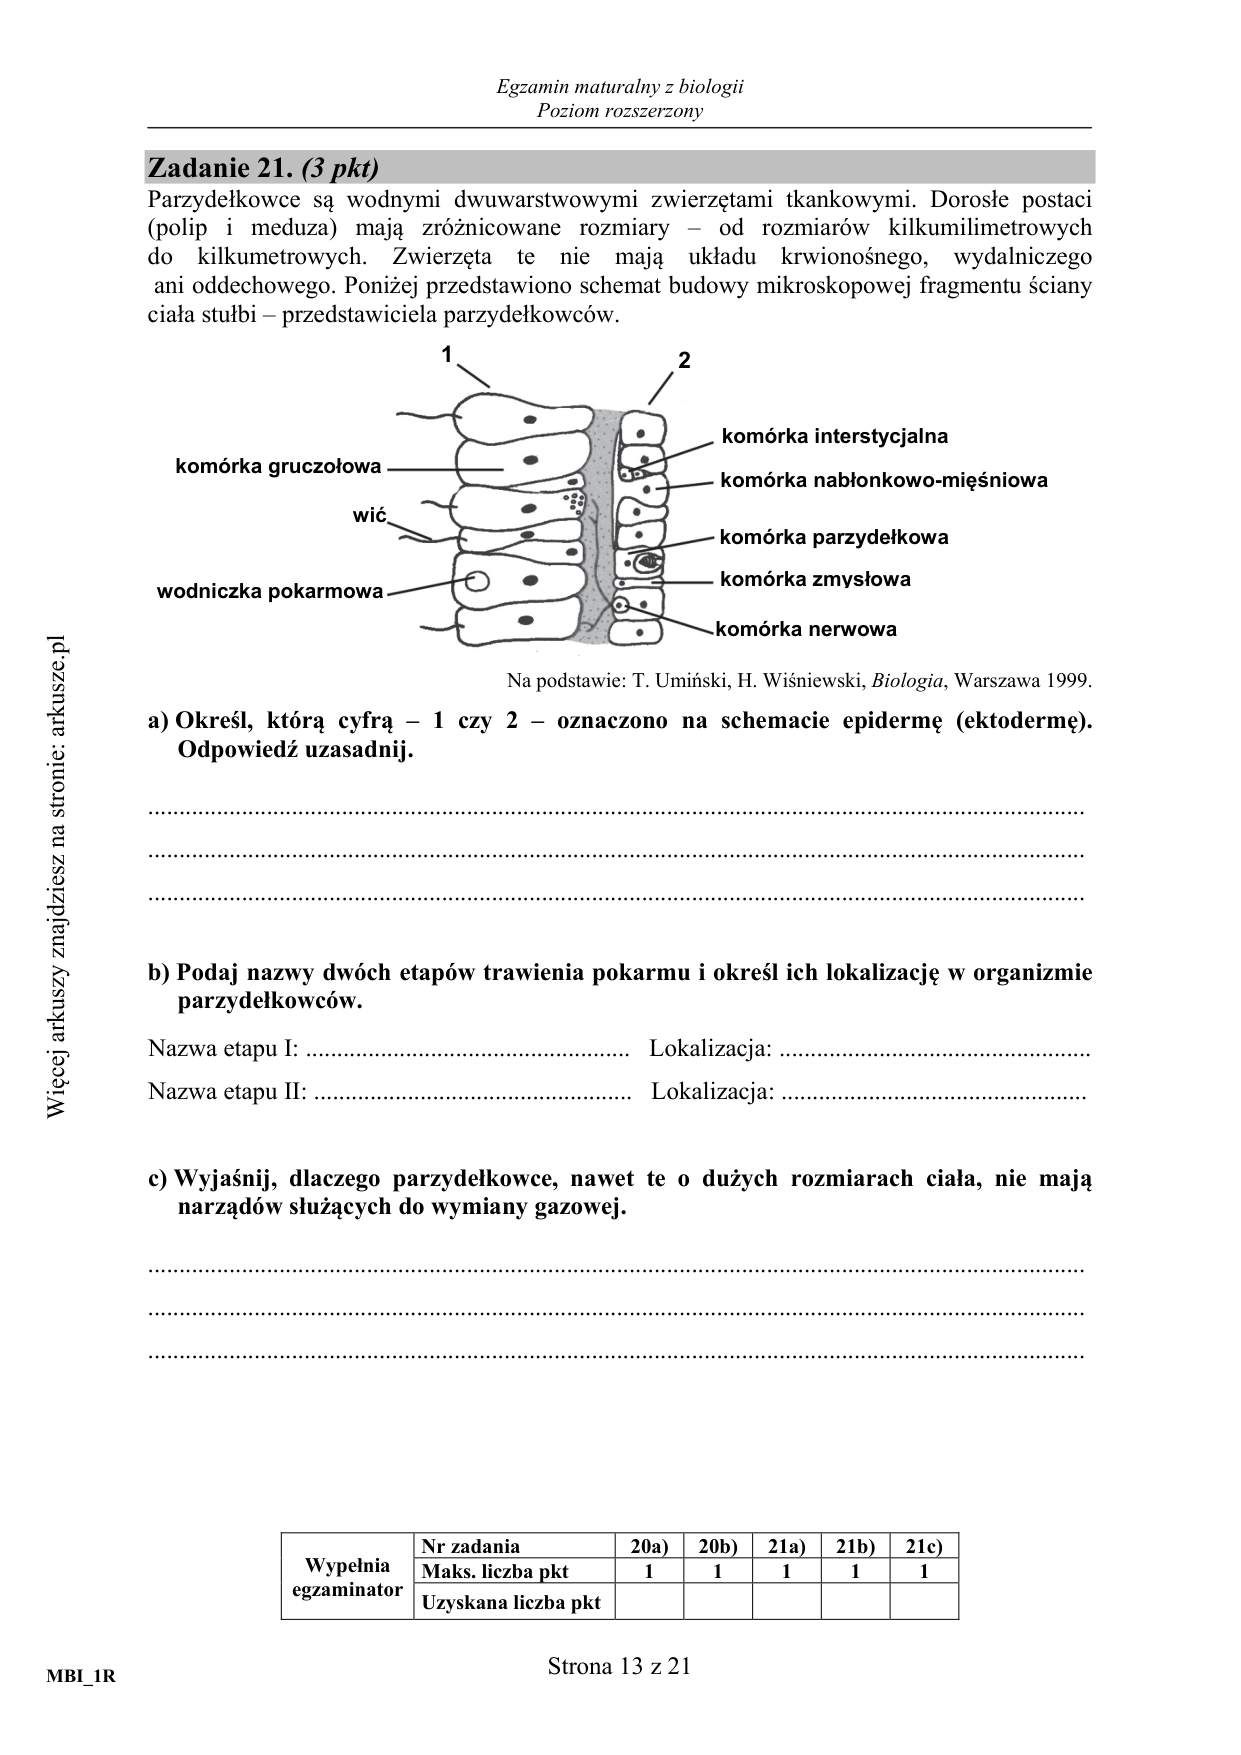 Egzamin maturalny z biologii
Poziom rozszerzony
Zadanie 21. (3 pkt)
Parzydełkowce są wodnymi dwuwarstwowymi zwierzętami tkankowymi. Dorosłe postaci
(polip i meduza) mają zróżnicowane rozmiary – od rozmiarów kilkumilimetrowych
do kilkumetrowych. Zwierzęta te nie mają układu krwionośnego, wydalniczego
ani oddechowego. Poniżej przedstawiono schemat budowy mikroskopowej fragmentu ściany
ciała stułbi – przedstawiciela parzydełkowców.
1
2
komórka interstycjalna
komórka gruczołowa
komórka nabłonkowo-mięśniowa
wić
komórka parzydełkowa
komórka zmysłowa
wodniczka pokarmowa
komórka nerwowa
Na podstawie: T. Umiński, H. Wiśniewski, Biologia, Warszawa 1999.
a) Określ, którą cyfrą – 1 czy 2 – oznaczono na schemacie epidermę (ektodermę).
Odpowiedź uzasadnij.
...........................................................................................................................................
...........................................................................................................................................
...........................................................................................................................................
b) Podaj nazwy dwóch etapów trawienia pokarmu i określ ich lokalizację w organizmie
parzydełkowców.
Nazwa etapu I: .................................................... Lokalizacja: ..................................................
Nazwa etapu II: ................................................... Lokalizacja: .................................................
c) Wyjaśnij, dlaczego parzydełkowce, nawet te o dużych rozmiarach ciała, nie mają
narządów służących do wymiany gazowej.
...........................................................................................................................................
...........................................................................................................................................
...........................................................................................................................................
Więcej arkuszy znajdziesz na stronie: arkusze.pl
Wypełnia
egzaminator
Nr zadania 20a) 20b) 21a) 21b) 21c)
Maks. liczba pkt 1 1 1 1 1
Uzyskana liczba pkt
Strona 13 z 21
MBI_1R